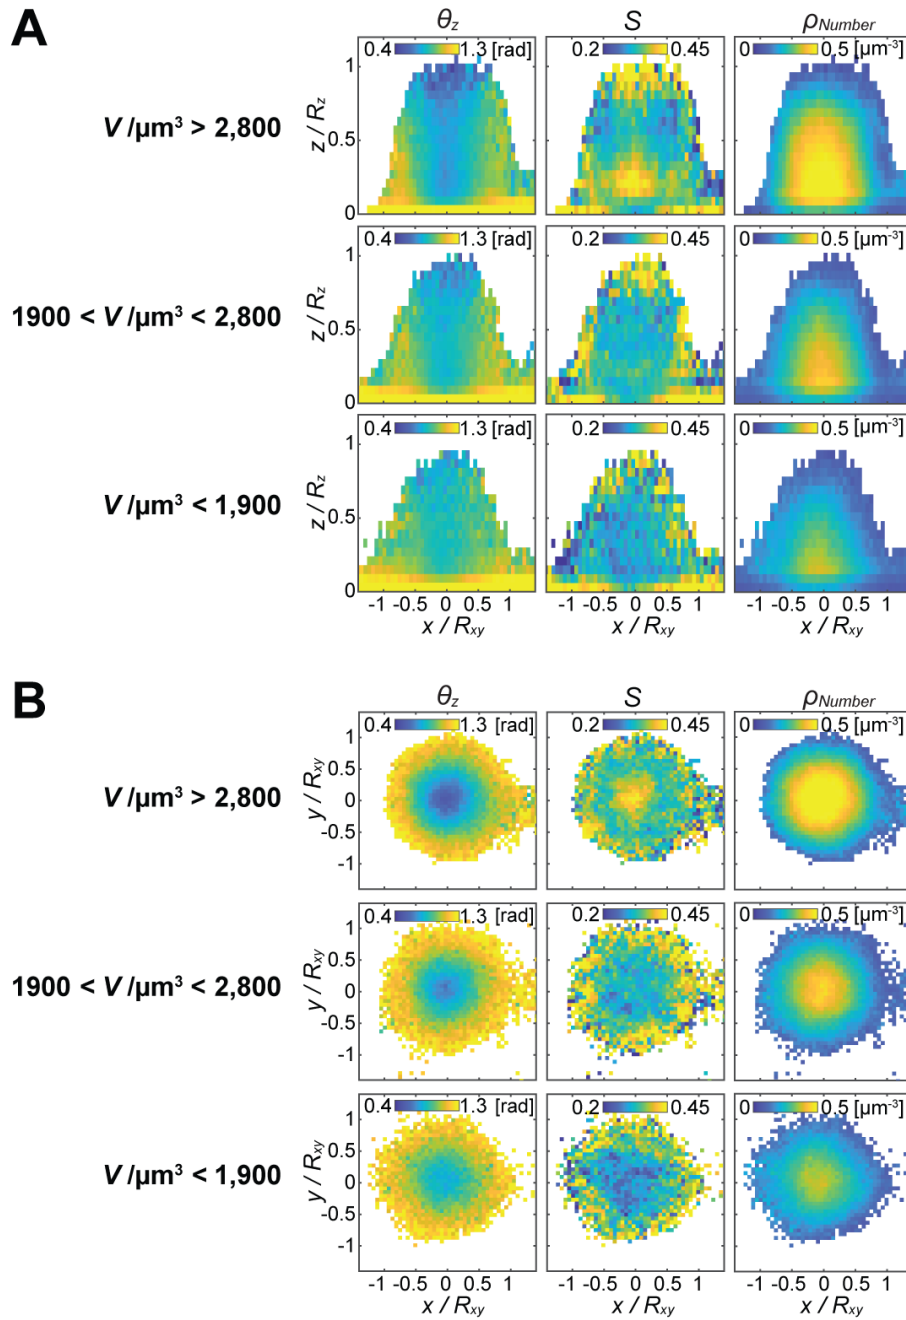 A
θz S ρNumber
V /µm³ > 2,800
0.4 1.3 [rad] 0.2 0.45 0 0.5 [µm⁻³]
z / Rz
1
0.5
0
1900 < V /µm³ < 2,800
0.4 1.3 [rad] 0.2 0.45 0 0.5 [µm⁻³]
z / Rz
1
0.5
0
V /µm³ < 1,900
0.4 1.3 [rad] 0.2 0.45 0 0.5 [µm⁻³]
z / Rz
1
0.5
0
-1 -0.5 0 0.5 1 -1 -0.5 0 0.5 1 -1 -0.5 0 0.5 1
x / Rxy x / Rxy x / Rxy
B
θz S ρNumber
V /µm³ > 2,800
0.4 1.3 [rad] 0.2 0.45 0 0.5 [µm⁻³]
y / Rxy
1
0.5
0
-0.5
-1
1900 < V /µm³ < 2,800
0.4 1.3 [rad] 0.2 0.45 0 0.5 [µm⁻³]
y / Rxy
1
0.5
0
-0.5
-1
V /µm³ < 1,900
0.4 1.3 [rad] 0.2 0.45 0 0.5 [µm⁻³]
y / Rxy
1
0.5
0
-0.5
-1
-1 -0.5 0 0.5 1 -1 -0.5 0 0.5 1 -1 -0.5 0 0.5 1
x / Rxy x / Rxy x / Rxy